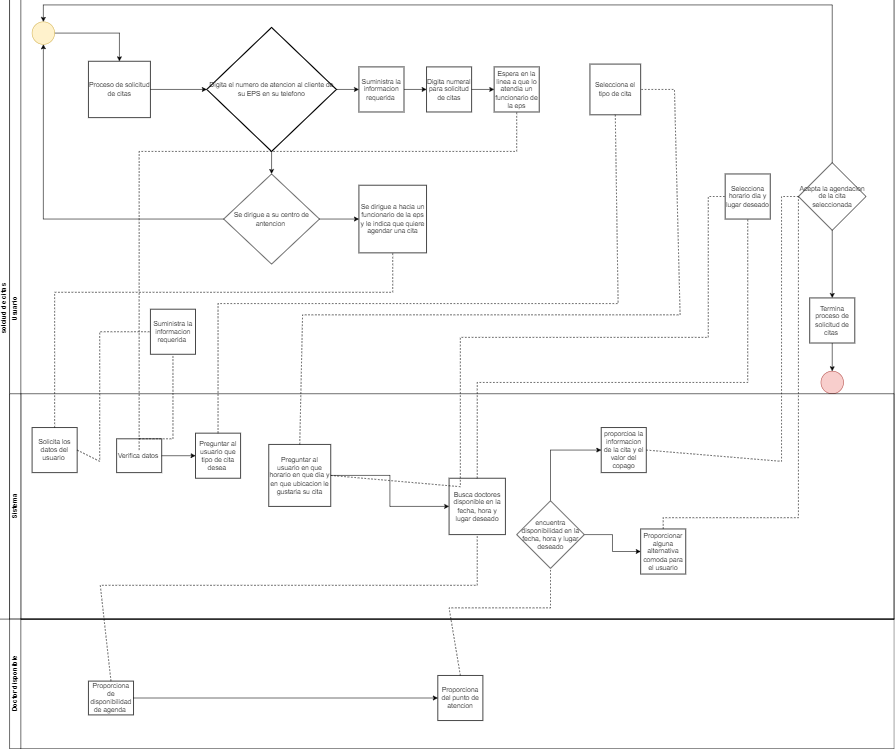 solciud de citas
Usuario
Proceso de solicitud
de citas
Digita el numero de atencion al cliente de
su EPS en su telefono
Suministra la
informacion
requerida
Digita numeral
para solicitud
de citas
Espera en la
linea a que lo
atendia un
funcionario de
la eps
Selecciona el
tipo de cita
Se dirigue a su centro de
antencion
Se dirigue a hacia un
funcionario de la eps
y le indica que quiere
agendar una cita
Selecciona
horario dia y
lugar deseado
Acepta la agendacion
de la cita
seleccionada
Termina
proceso de
solicitud de
citas
Suministra la
informacion
requerida
Sistema
Solicita los
datos del
usuario
Verifica datos
Preguntar al
usuario que
tipo de cita
desea
Preguntar al
usuario en que
horario en que dia y
en que ubicacion le
gustaria su cita
Busca doctores
disponible en la
fecha, hora y
lugar deseado
encuentra
disponibilidad en la
fecha, hora y lugar
deseado
proporcioa la
informacion
de la cita y el
valor del
copago
Proporcionar
alguna
alternativa
comoda para
el usuario
Doctor disponible
Proporciona
de
disponibilidad
de agenda
Proporciona
del punto de
atencion